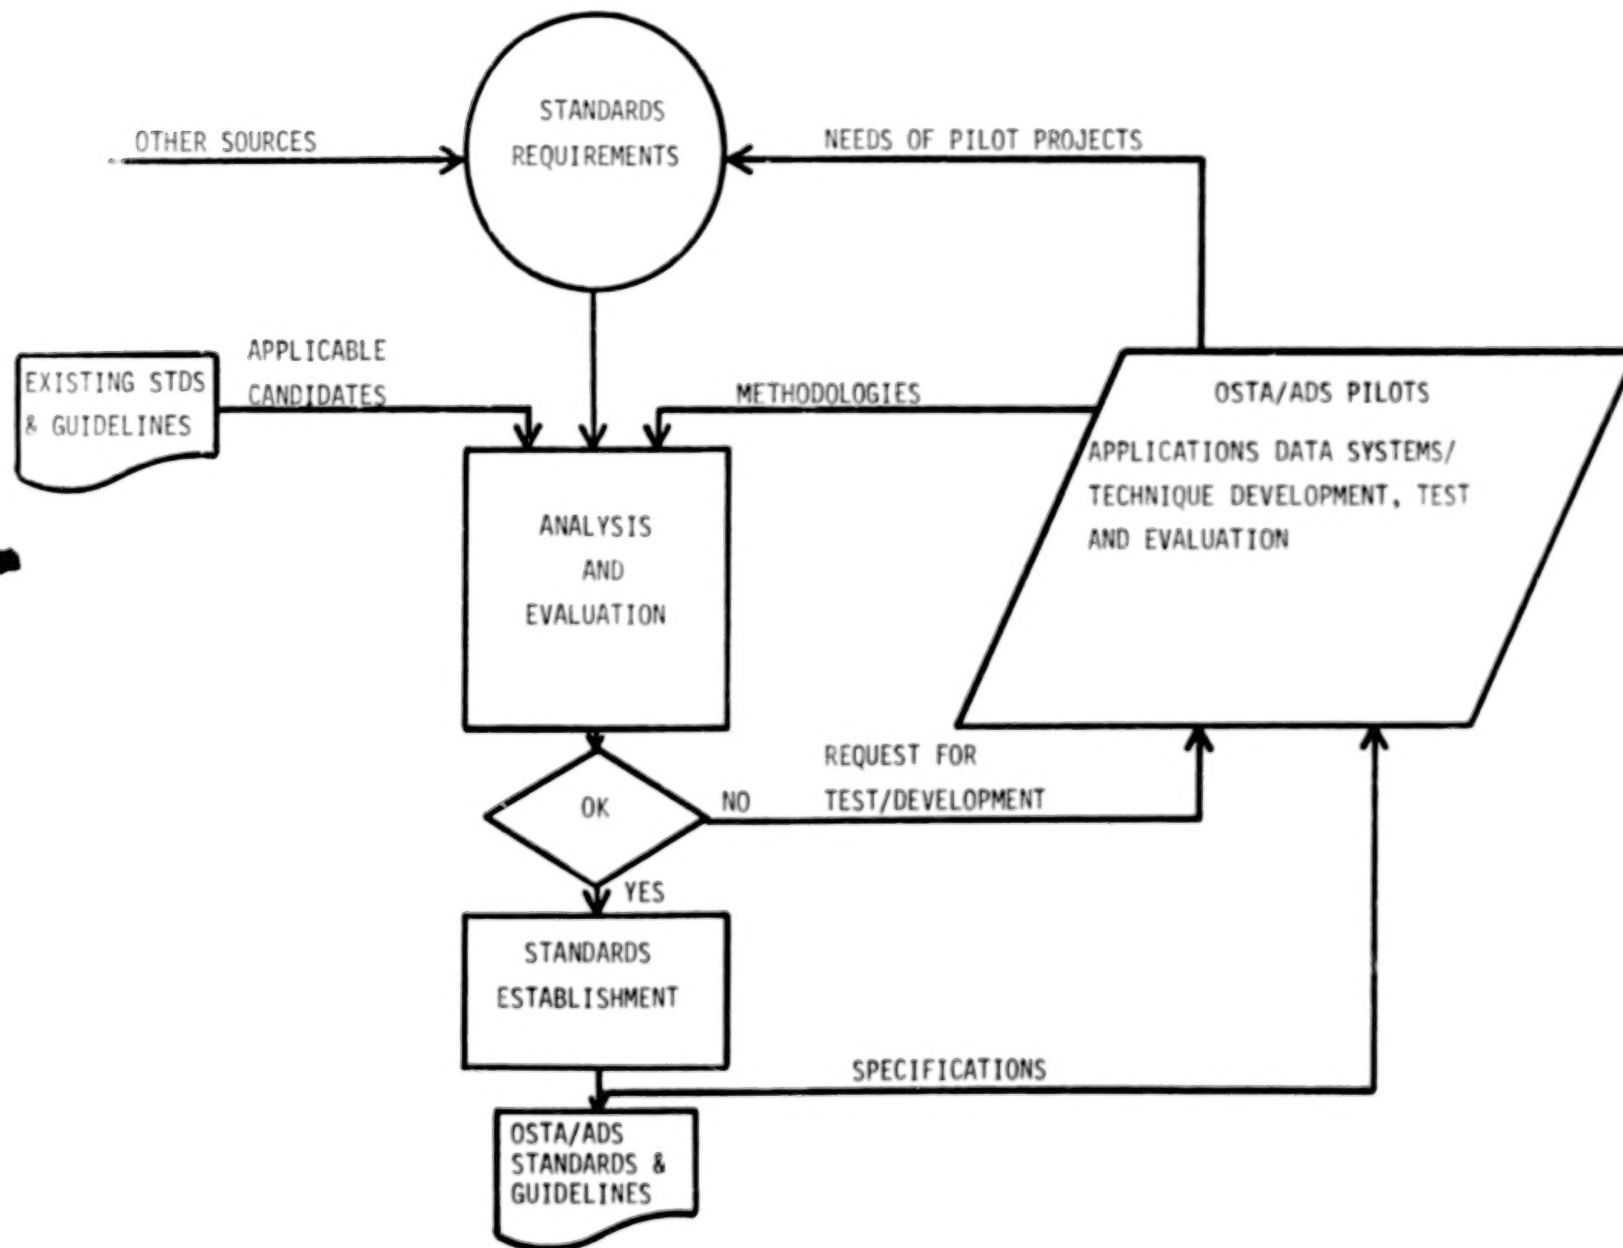 STANDARDS
REQUIREMENTS
OTHER SOURCES
NEEDS OF PILOT PROJECTS
EXISTING STDS
& GUIDELINES
APPLICABLE
CANDIDATES
METHODOLOGIES
OSTA/ADS PILOTS
APPLICATIONS DATA SYSTEMS/
TECHNIQUE DEVELOPMENT, TEST
AND EVALUATION
ANALYSIS
AND
EVALUATION
OK
NO
REQUEST FOR
TEST/DEVELOPMENT
YES
STANDARDS
ESTABLISHMENT
SPECIFICATIONS
OSTA/ADS
STANDARDS &
GUIDELINES